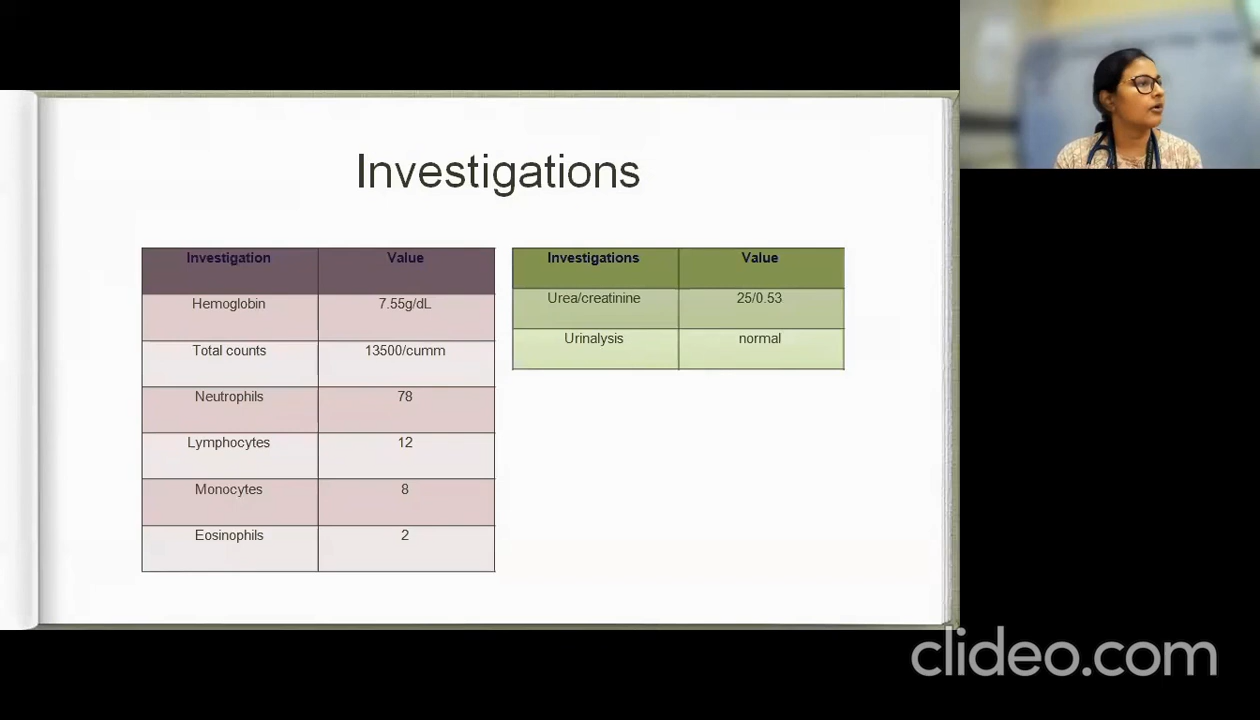 Investigations
Investigation Value
Hemoglobin 7.55g/dL
Total counts 13500/cumm
Neutrophils 78
Lymphocytes 12
Monocytes 8
Eosinophils 2
Investigations Value
Urea/creatinine 25/0.53
Urinalysis normal
clideo.com